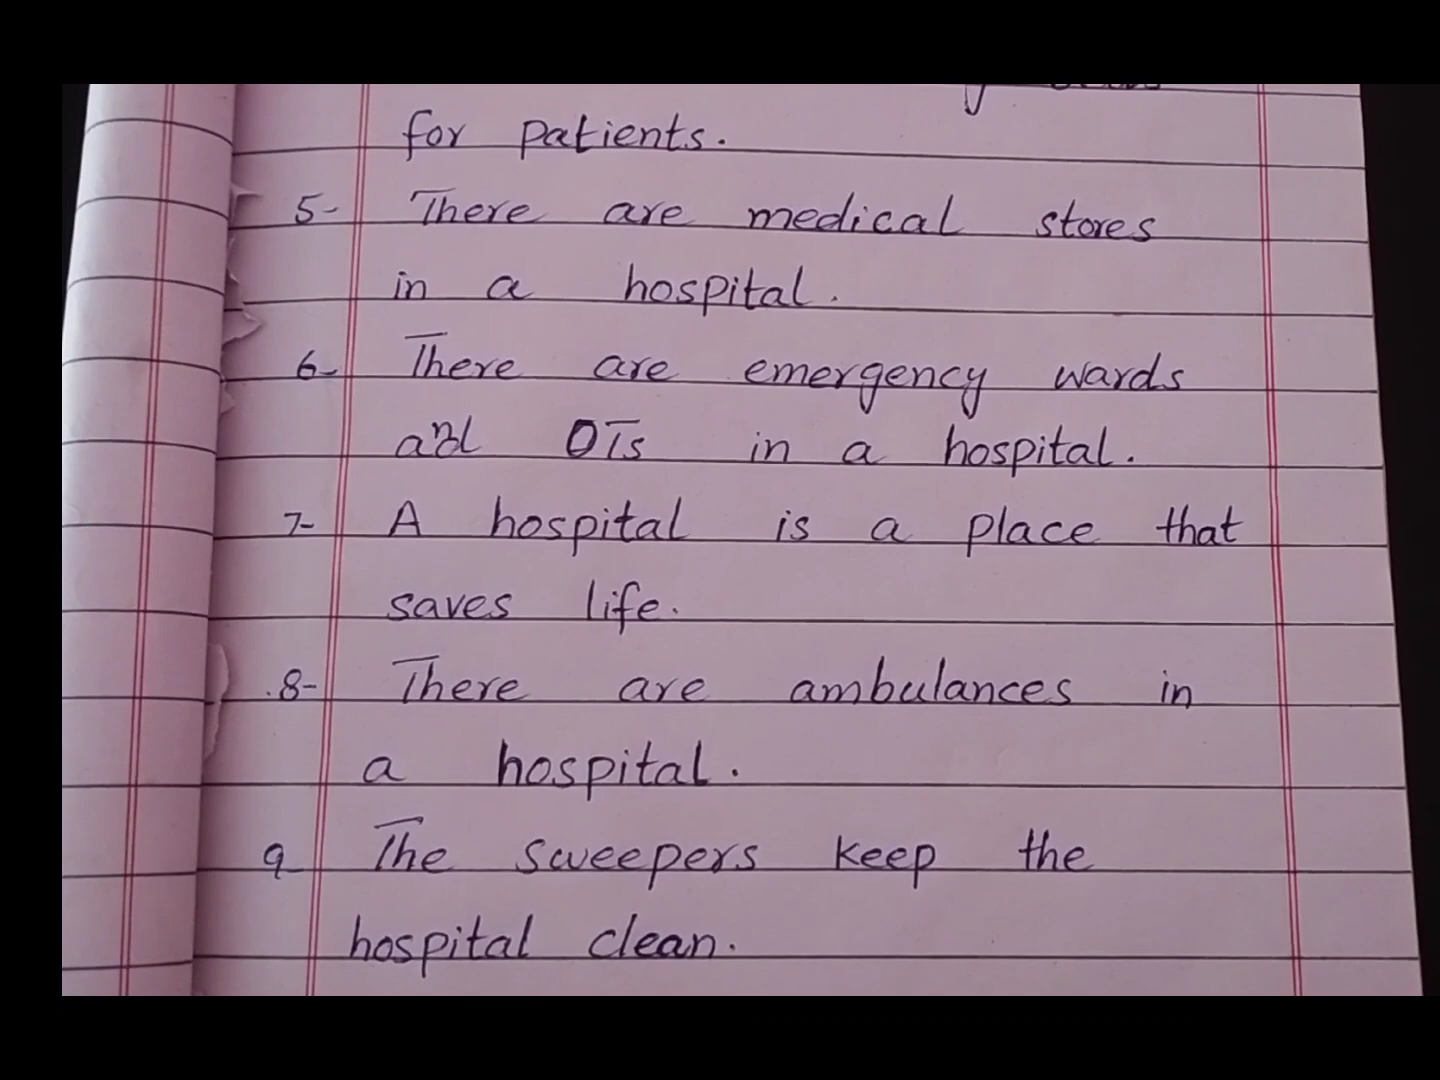 for patients.
5- There are medical stores
in a hospital.
6- There are emergency wards
and OTs in a hospital.
7- A hospital is a place that
saves life.
8- There are ambulances in
a hospital.
9- The sweepers keep the
hospital clean.